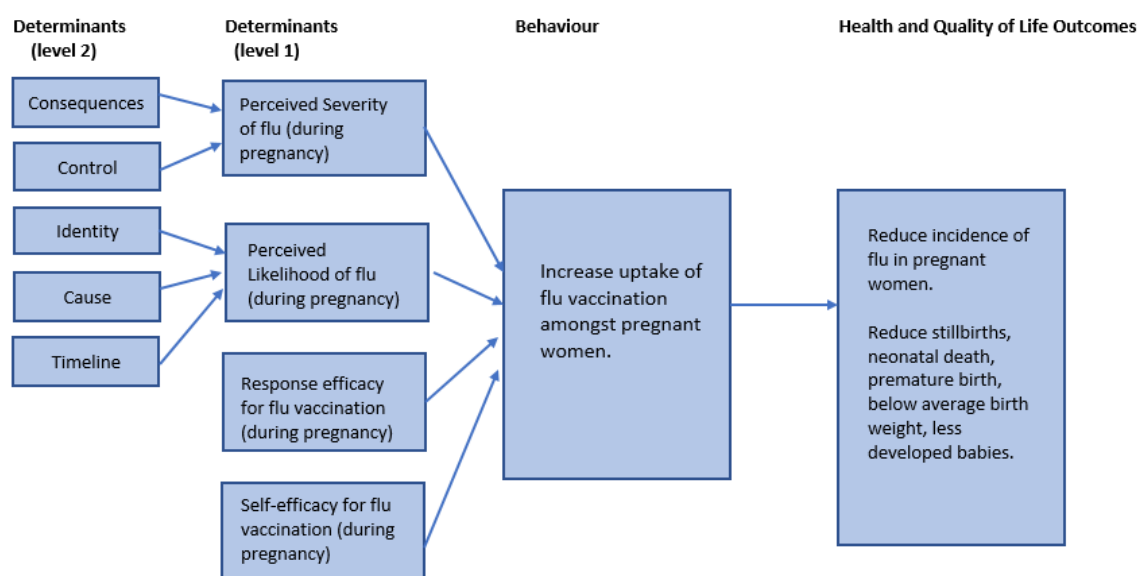 Determinants
(level 2)
Determinants
(level 1)
Behaviour
Health and Quality of Life Outcomes
Consequences
Control
Identity
Cause
Timeline
Perceived Severity
of flu (during
pregnancy)
Perceived
Likelihood of flu
(during pregnancy)
Response efficacy
for flu vaccination
(during pregnancy)
Self-efficacy for flu
vaccination (during
pregnancy)
Increase uptake of
flu vaccination
amongst pregnant
women.
Reduce incidence of
flu in pregnant
women.
Reduce stillbirths,
neonatal death,
premature birth,
below average birth
weight, less
developed babies.